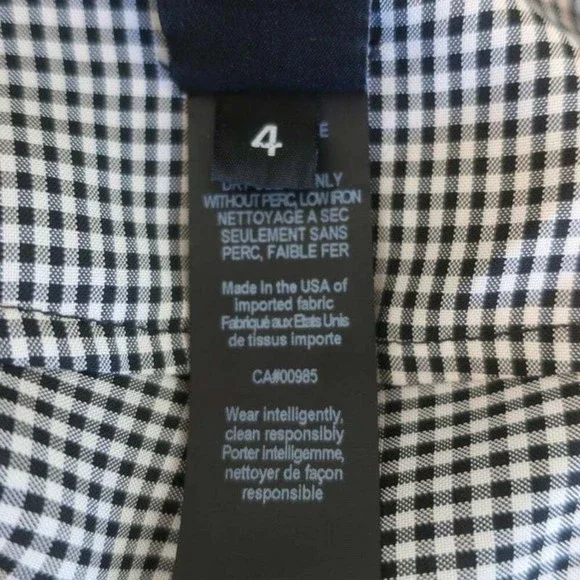 4
E
ONLY
WITHOUT PERC, LOW IRON
NETTOYAGE A SEC
SEULEMENT SANS
PERC, FAIBLE FER
Made in the USA of
imported fabric
Fabriqué aux Etats Unis
de tissus importe
CA#00985
Wear intelligently,
clean responsibly
Porter intelligemme,
nettoyer de façon
responsible